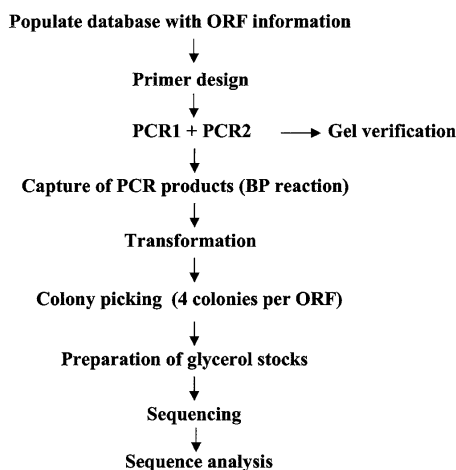 Populate database with ORF information
Primer design
PCR1 + PCR2
Gel verification
Capture of PCR products (BP reaction)
Transformation
Colony picking (4 colonies per ORF)
Preparation of glycerol stocks
Sequencing
Sequence analysis